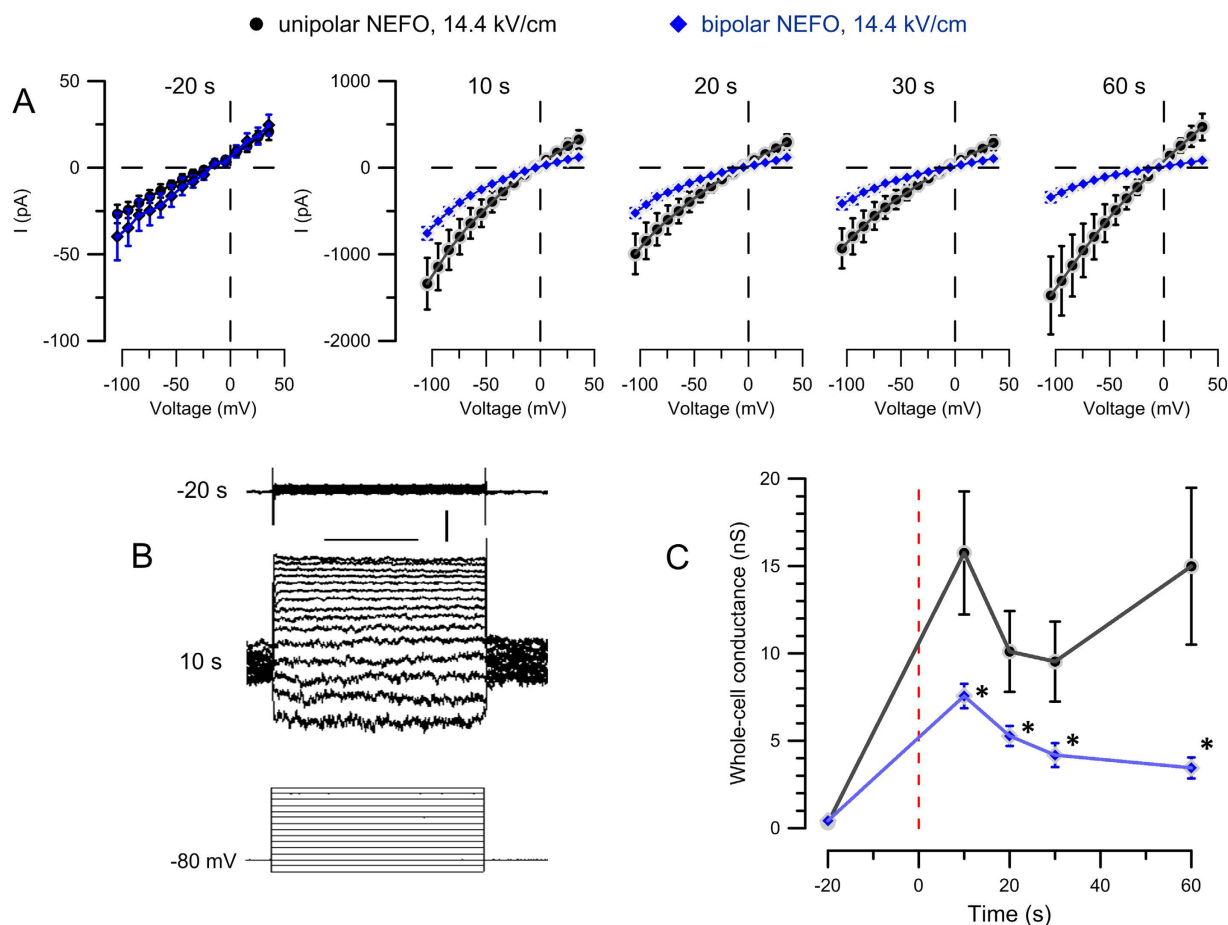 unipolar NEFO, 14.4 kV/cm bipolar NEFO, 14.4 kV/cm
A
-20 s 10 s 20 s 30 s 60 s
50 1000
0 0
I (pA) I (pA)
-50 -1000
-100 -2000
-100 -50 0 50 -100 -50 0 50 -100 -50 0 50 -100 -50 0 50 -100 -50 0 50
Voltage (mV) Voltage (mV) Voltage (mV) Voltage (mV) Voltage (mV)
B
-20 s
10 s
-80 mV
C
Whole-cell conductance (nS)
20
15
10
5
0
* * * *
-20 0 20 40 60
Time (s)